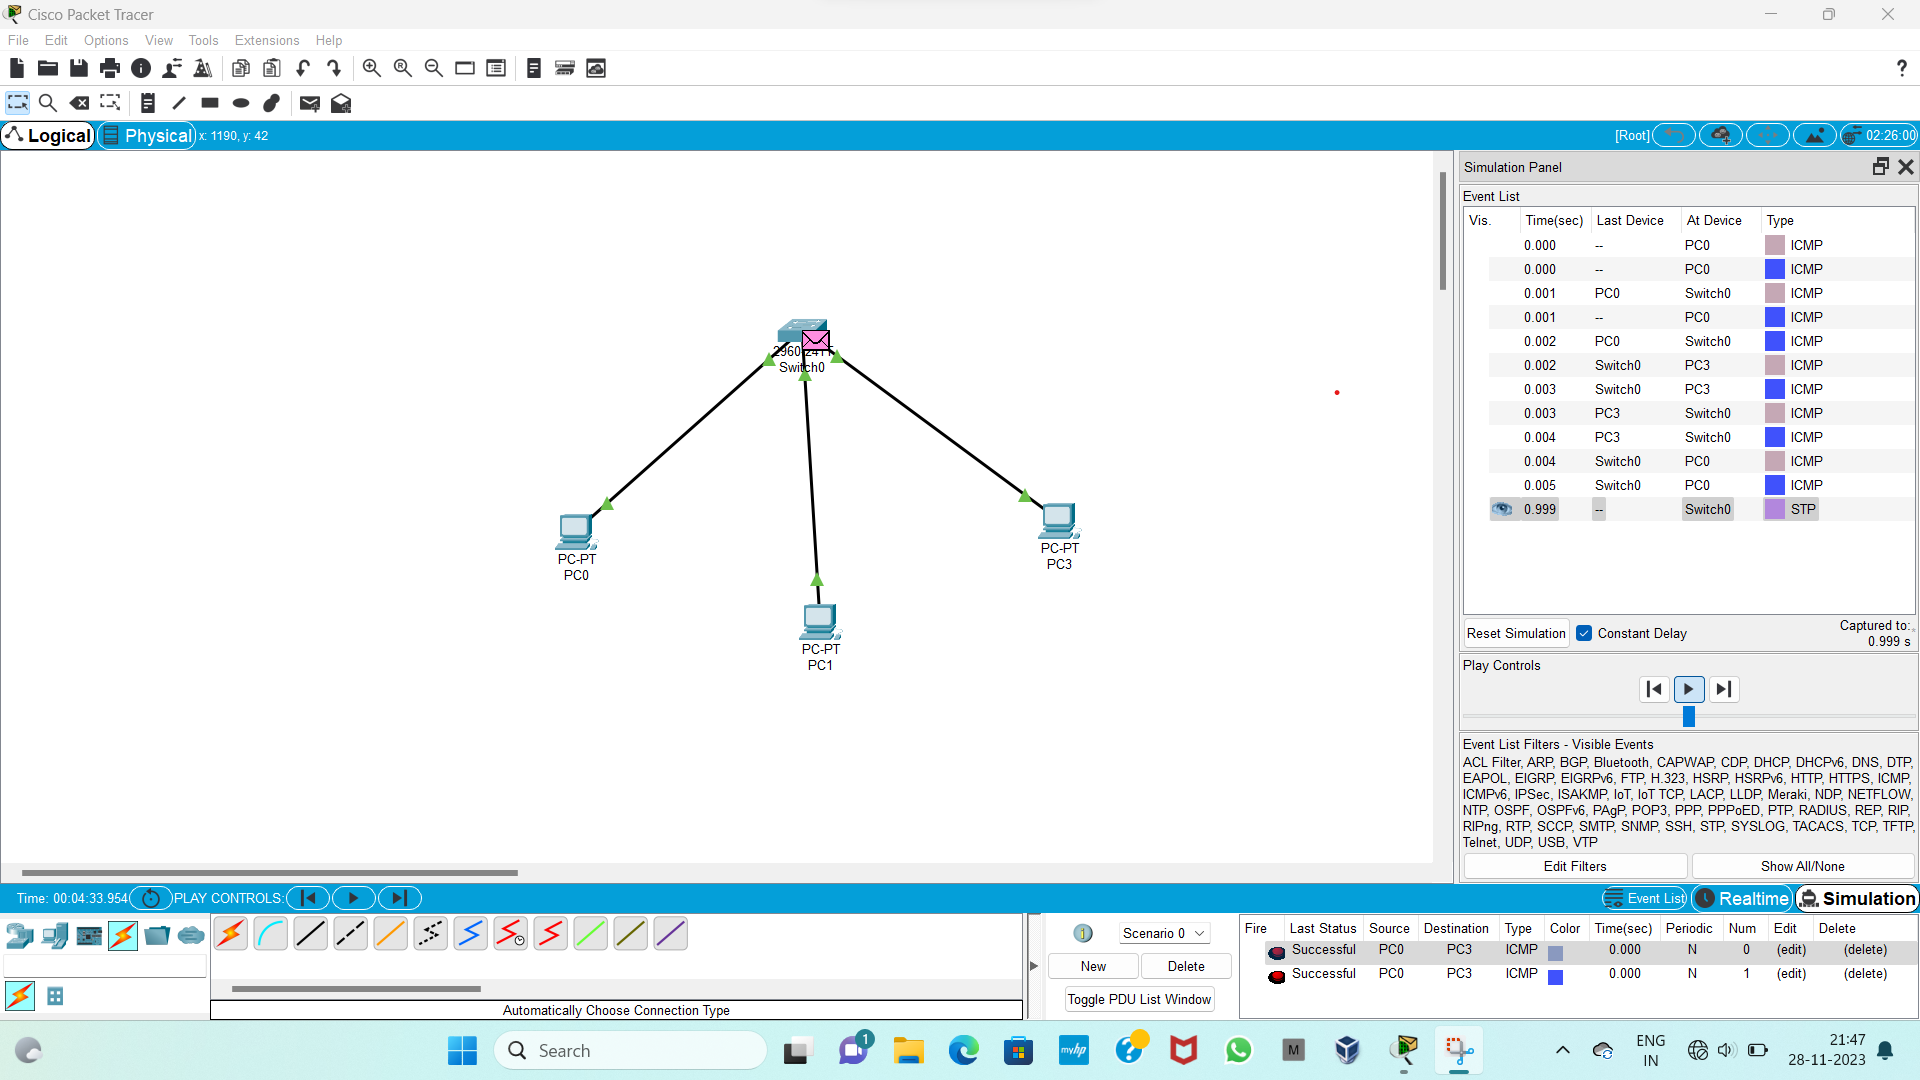 Cisco Packet Tracer
File Edit Options View Tools Extensions Help
Logical Physical x: 1190, y: 42 [Root] 02:26:00
Simulation Panel
Event List
Vis. Time(sec) Last Device At Device Type
0.000 -- PC0 ICMP
0.000 -- PC0 ICMP
0.001 PC0 Switch0 ICMP
0.001 -- PC0 ICMP
0.002 PC0 Switch0 ICMP
0.002 Switch0 PC3 ICMP
0.003 Switch0 PC3 ICMP
0.003 PC3 Switch0 ICMP
0.004 PC3 Switch0 ICMP
0.004 Switch0 PC0 ICMP
0.005 Switch0 PC0 ICMP
0.999 -- Switch0 STP
Switch0
PC-PT
PC0
PC-PT
PC1
PC-PT
PC3
Reset Simulation Constant Delay Captured to:
0.999 s
Play Controls
Event List Filters - Visible Events
ACL Filter, ARP, BGP, Bluetooth, CAPWAP, CDP, DHCP, DHCPv6, DNS, DTP,
EAPOL, EIGRP, EIGRPv6, FTP, H.323, HSRP, HSRPv6, HTTP, HTTPS, ICMP,
ICMPv6, IPSec, ISAKMP, IoT, IoT TCP, LACP, LLDP, Meraki, NDP, NETFLOW,
NTP, OSPF, OSPFv6, PAgP, POP3, PPP, PPPoED, PTP, RADIUS, REP, RIP,
RIPng, RTP, SCCP, SMTP, SNMP, SSH, STP, SYSLOG, TACACS, TCP, TFTP,
Telnet, UDP, USB, VTP
Edit Filters Show All/None
Time: 00:04:33.954 PLAY CONTROLS: Event List Realtime Simulation
Automatically Choose Connection Type
Scenario 0
New Delete
Toggle PDU List Window
Fire Last Status Source Destination Type Color Time(sec) Periodic Num Edit Delete
Successful PC0 PC3 ICMP 0.000 N 0 (edit) (delete)
Successful PC0 PC3 ICMP 0.000 N 1 (edit) (delete)
Search
1
myhp
M
ENG
IN
21:47
28-11-2023